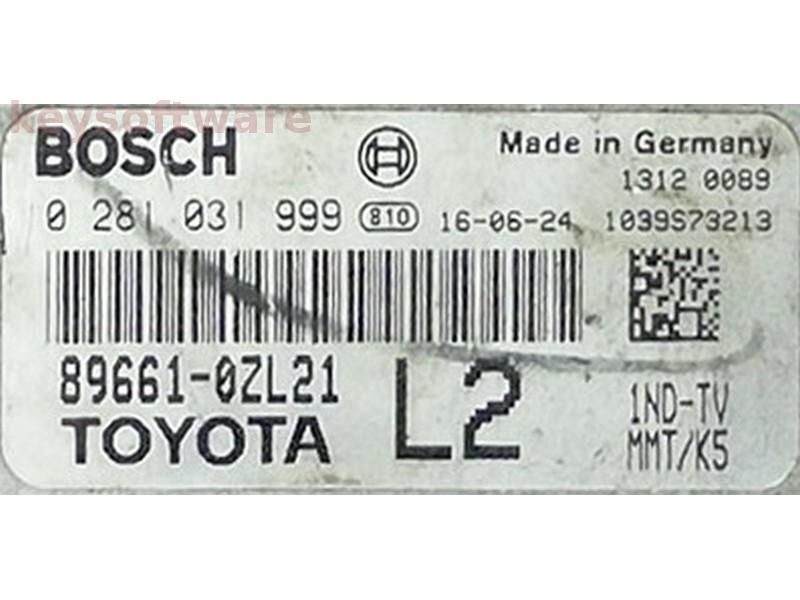 keysoftware
BOSCH
Made in Germany
1312 0089
0 281 031 999 810 16-06-24 1039S73213
89661-0ZL21
TOYOTA
L2
1ND-TV
MMT/K5